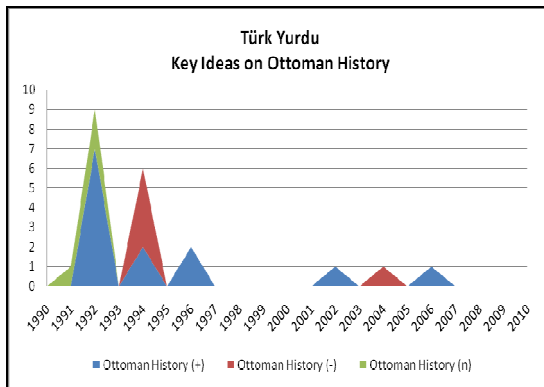 Türk Yurdu
Key Ideas on Ottoman History
10
9
8
7
6
5
4
3
2
1
0
1990 1991 1992 1993 1994 1995 1996 1997 1998 1999 2000 2001 2002 2003 2004 2005 2006 2007 2008 2009 2010
Ottoman History (+) Ottoman History (-) Ottoman History (n)